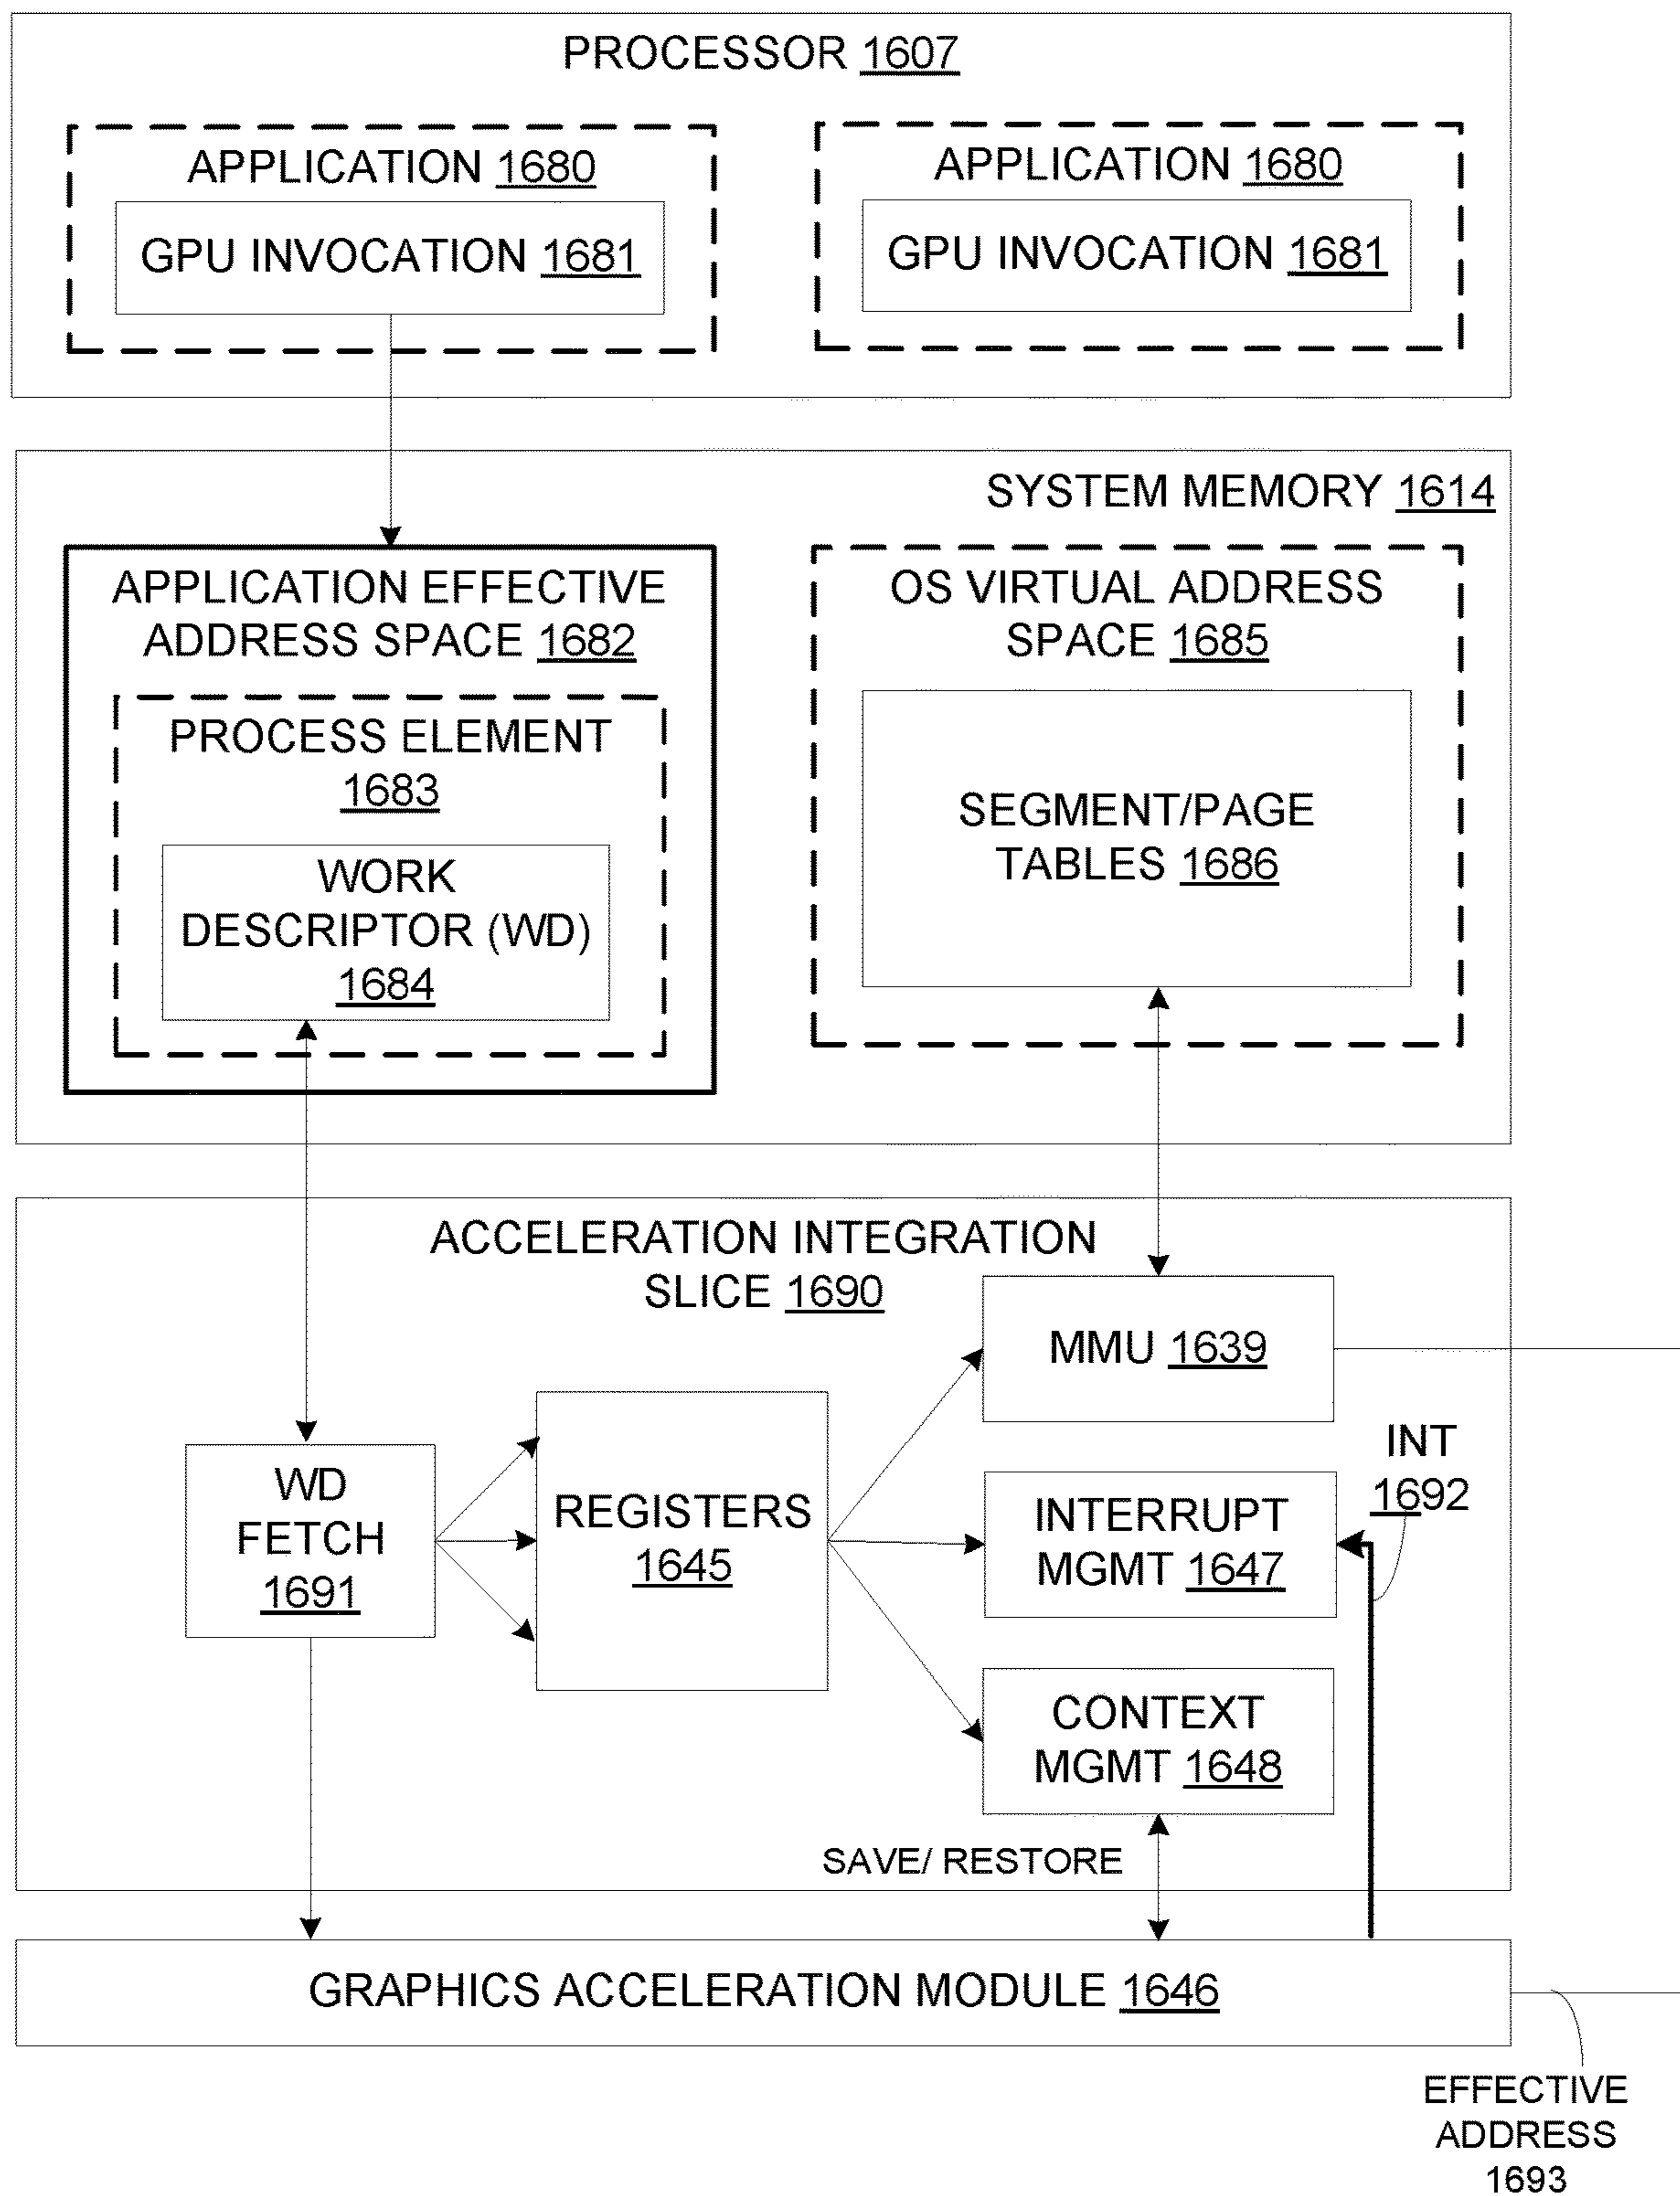 PROCESSOR 1607
APPLICATION 1680
GPU INVOCATION 1681
APPLICATION 1680
GPU INVOCATION 1681
SYSTEM MEMORY 1614
APPLICATION EFFECTIVE
ADDRESS SPACE 1682
PROCESS ELEMENT
1683
WORK
DESCRIPTOR (WD)
1684
OS VIRTUAL ADDRESS
SPACE 1685
SEGMENT/PAGE
TABLES 1686
ACCELERATION INTEGRATION
SLICE 1690
WD
FETCH
1691
REGISTERS
1645
MMU 1639
INTERRUPT
MGMT 1647
INT
1692
CONTEXT
MGMT 1648
SAVE/ RESTORE
GRAPHICS ACCELERATION MODULE 1646
EFFECTIVE
ADDRESS
1693